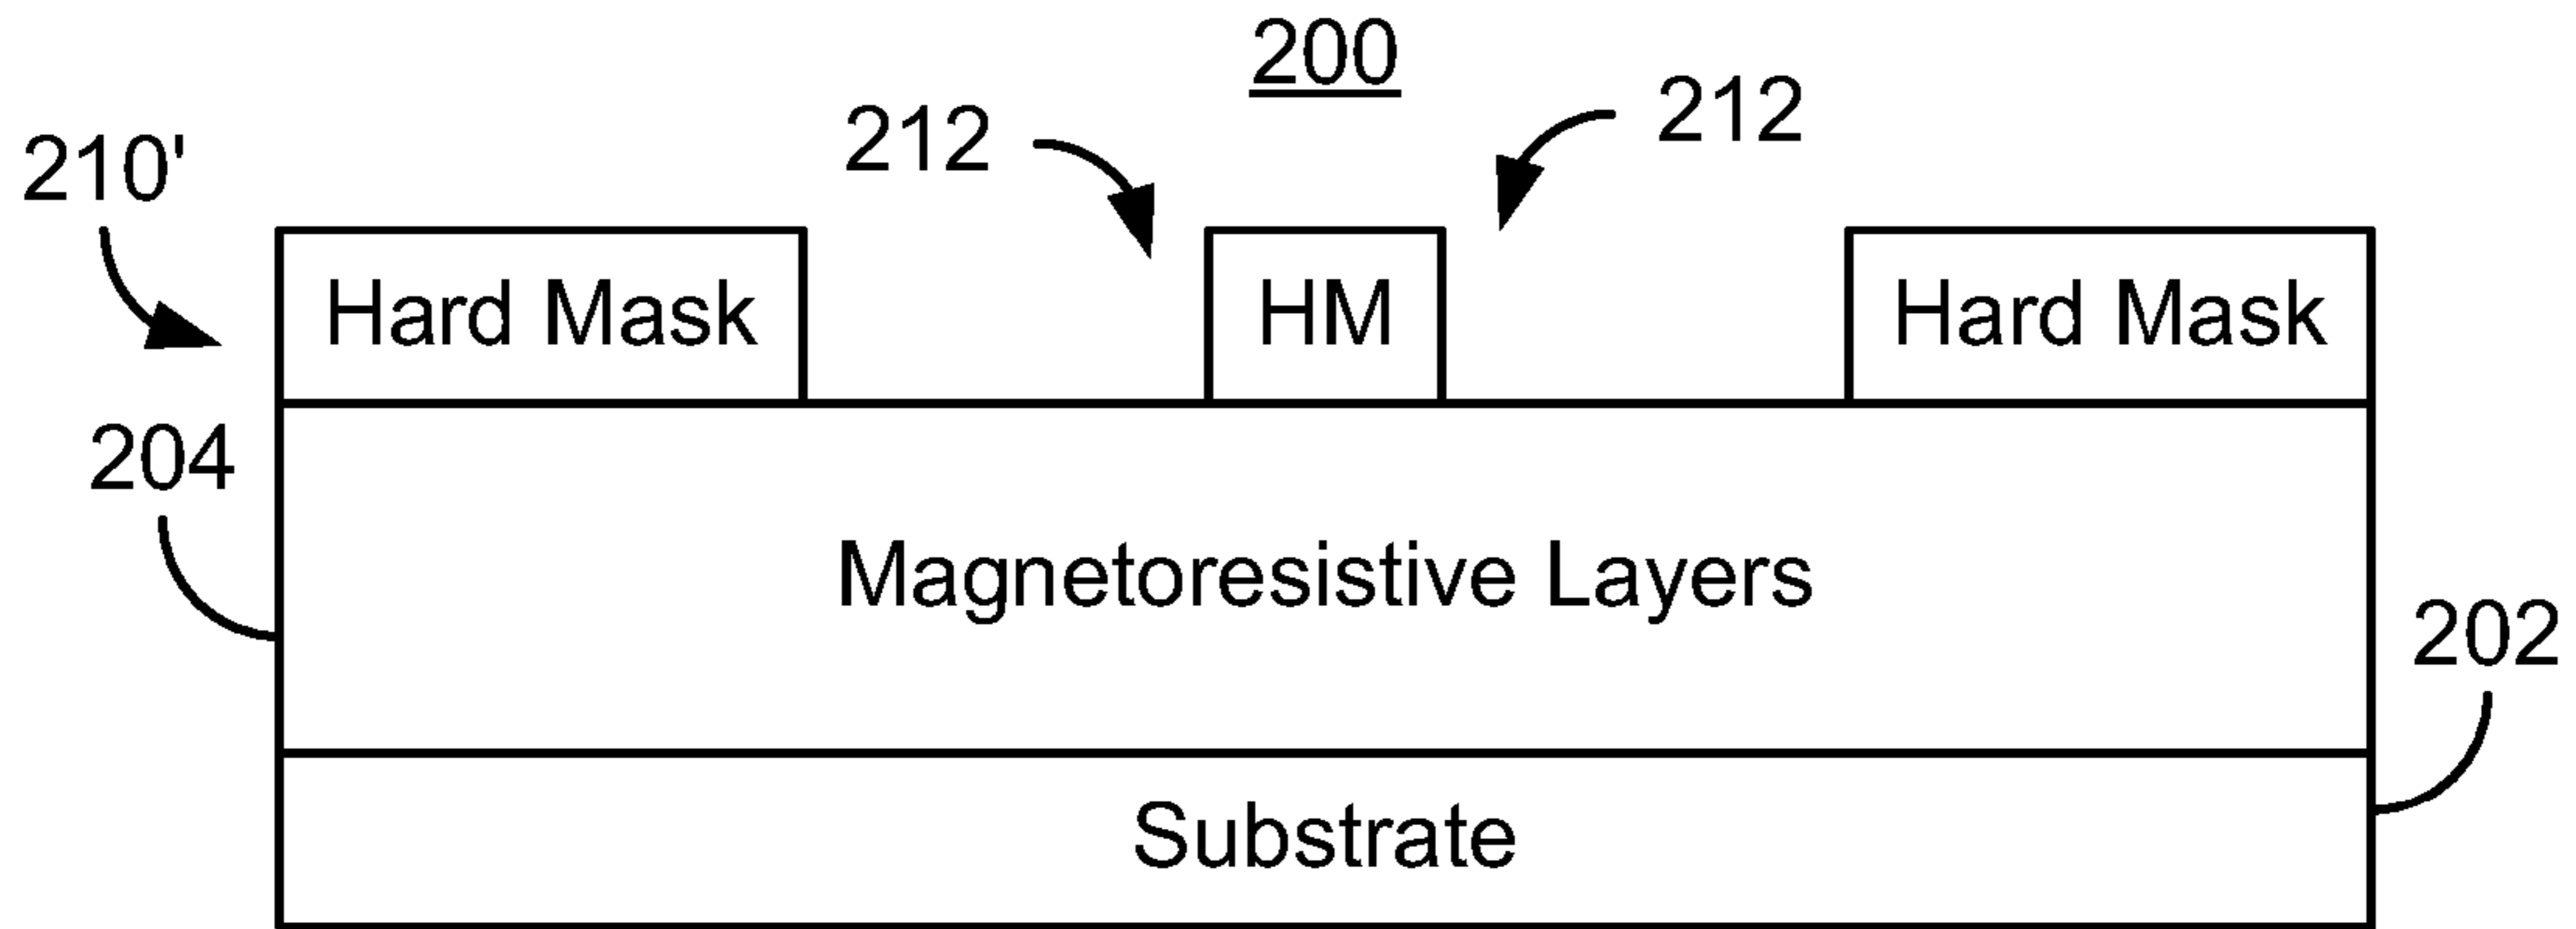 200
212
212
210'
Hard Mask
HM
Hard Mask
204
Magnetoresistive Layers
202
Substrate